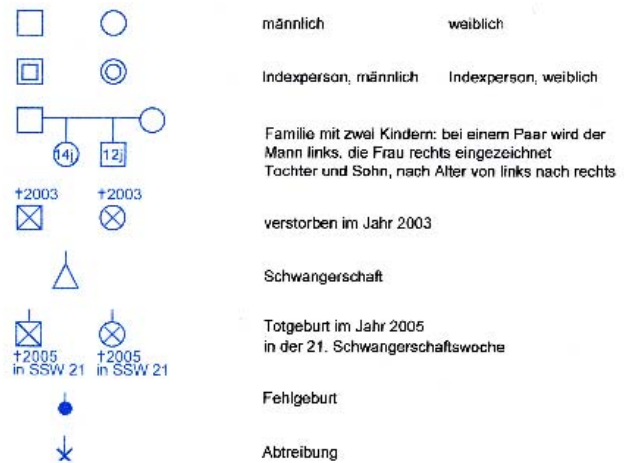 männlich weiblich
Indexperson, männlich Indexperson, weiblich
14j 12j
Familie mit zwei Kindern: bei einem Paar wird der
Mann links, die Frau rechts eingezeichnet
Tochter und Sohn, nach Alter von links nach rechts
†2003 †2003
verstorben im Jahr 2003
Schwangerschaft
Totgeburt im Jahr 2005
in der 21. Schwangerschaftswoche
†2005 †2005
in SSW 21 in SSW 21
Fehlgeburt
Abtreibung